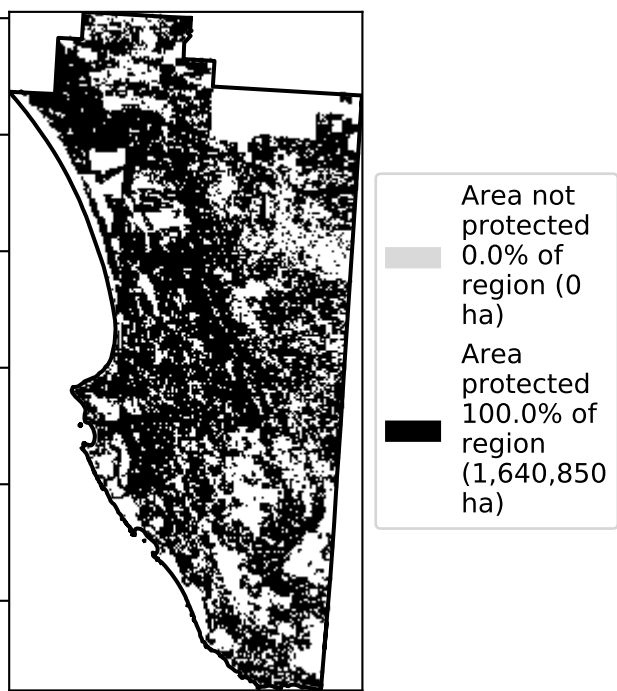 Area not
protected
0.0% of
region (0
ha)
Area
protected
100.0% of
region
(1,640,850
ha)